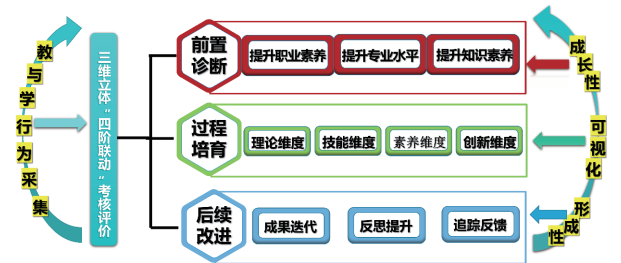 教与学行为采集
三维立体“四阶联动”考核评价
前置
诊断
提升职业素养
提升专业水平
提升知识素养
过程
培育
理论维度
技能维度
素养维度
创新维度
后续
改进
成果迭代
反思提升
追踪反馈
成长性
可视化
形成性